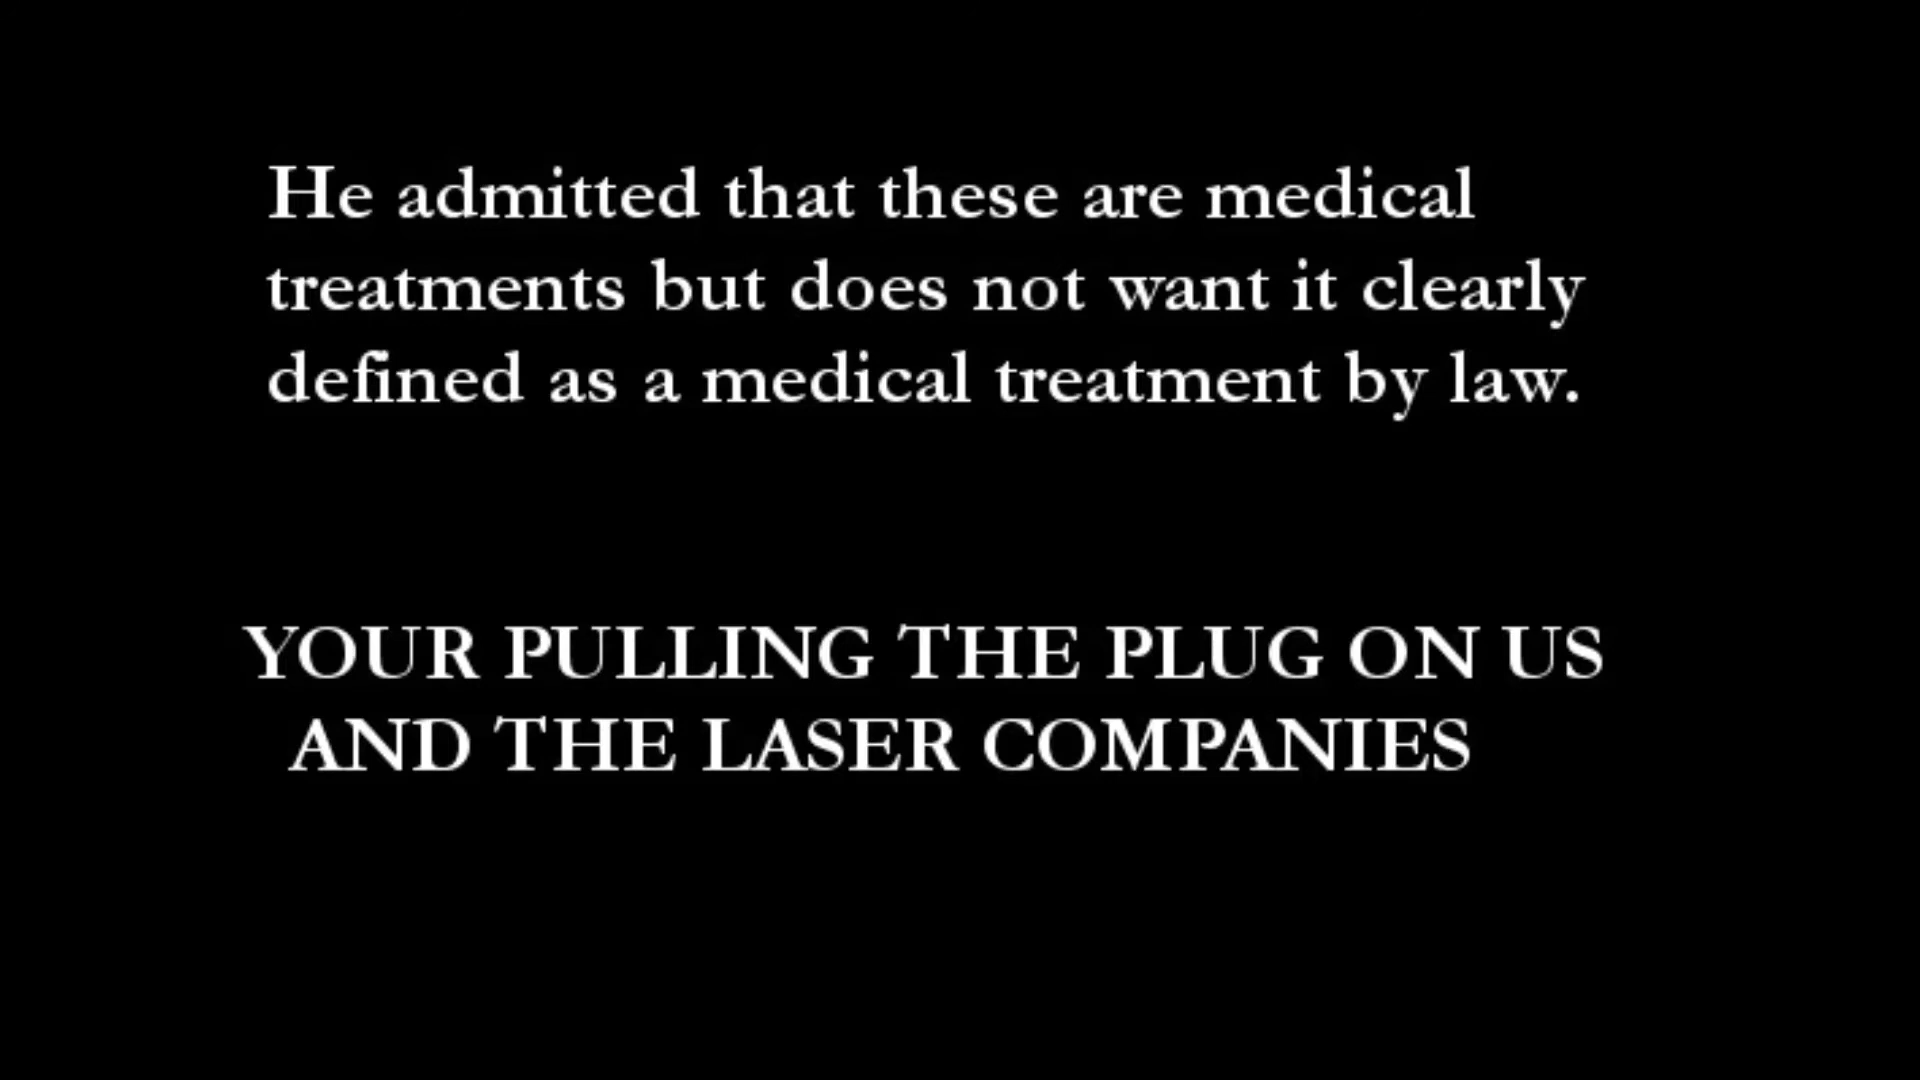 He admitted that these are medical
treatments but does not want it clearly
defined as a medical treatment by law.
YOUR PULLING THE PLUG ON US
AND THE LASER COMPANIES